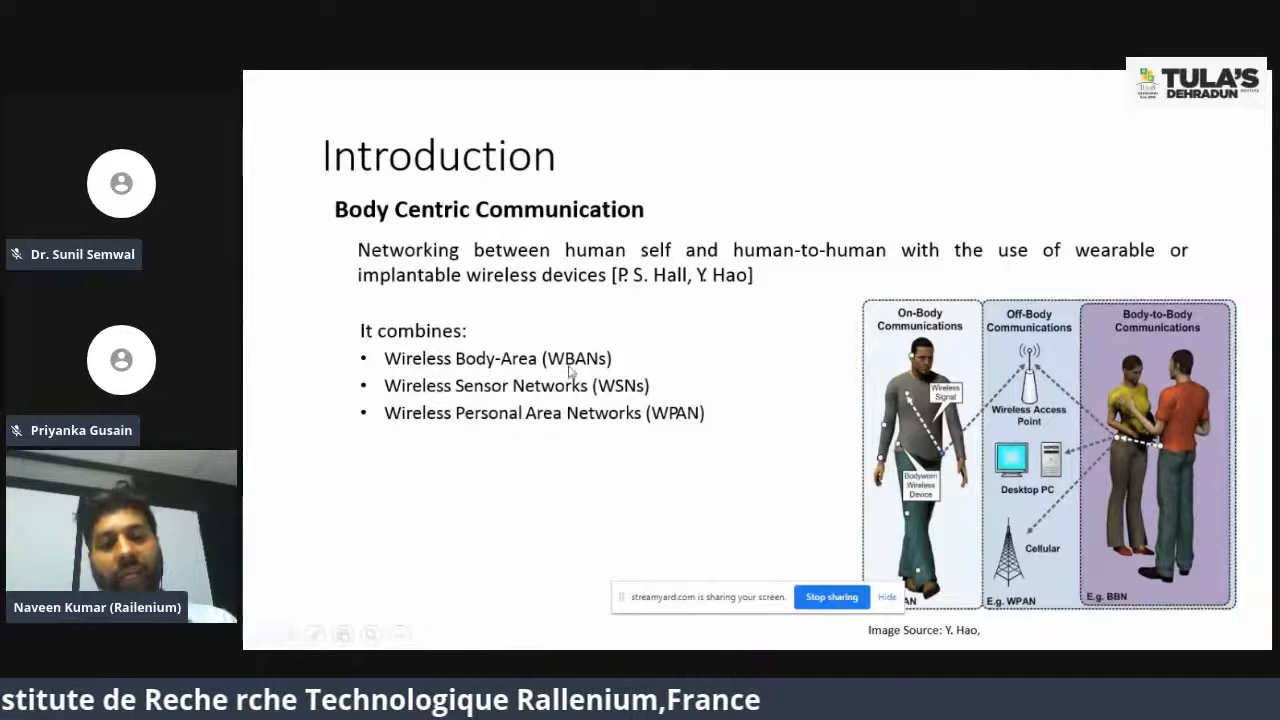 TULA'S
DEHRADUN
Introduction
Body Centric Communication
Networking between human self and human-to-human with the use of wearable or
implantable wireless devices [P. S. Hall, Y. Hao]
It combines:
• Wireless Body-Area (WBANs)
• Wireless Sensor Networks (WSNs)
• Wireless Personal Area Networks (WPAN)
On-Body
Communications
Wireless
Signal
Bodyworn
Wireless
Device
AN
Off-Body
Communications
Wireless Access
Point
Desktop PC
Cellular
E.g. WPAN
Body-to-Body
Communications
E.g. BBN
Image Source: Y. Hao,
streamyard.com is sharing your screen.
Stop sharing
Hide
Dr. Sunil Semwal
Priyanka Gusain
Naveen Kumar (Railenium)
stitute de Reche rche Technologique Rallenium,France